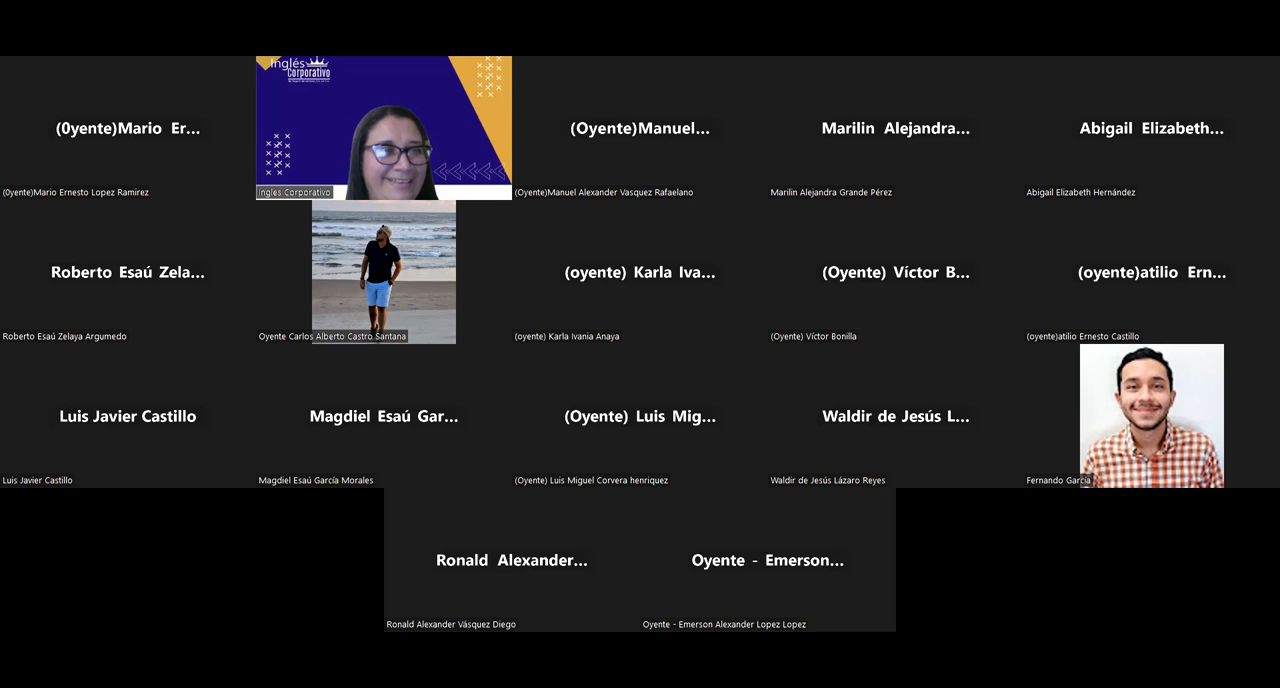 (0yente)Mario Er...
(0yente)Mario Ernesto Lopez Ramirez
Inglés
Corporativo
Ingles Corporativo
(Oyente)Manuel...
(Oyente)Manuel Alexander Vasquez Rafaelano
Marilin Alejandra...
Marilin Alejandra Grande Pérez
Abigail Elizabeth...
Abigail Elizabeth Hernández
Roberto Esaú Zela...
Roberto Esaú Zelaya Argumedo
Oyente Carlos Alberto Castro Santana
(oyente) Karla Iva...
(oyente) Karla Ivania Anaya
(Oyente) Víctor B...
(Oyente) Víctor Bonilla
(oyente)atilio Ern...
(oyente)atilio Ernesto Castillo
Luis Javier Castillo
Luis Javier Castillo
Magdiel Esaú Gar...
Magdiel Esaú García Morales
(Oyente) Luis Mig...
(Oyente) Luis Miguel Corvera henriquez
Waldir de Jesús L...
Waldir de Jesús Lázaro Reyes
Fernando García
Ronald Alexander...
Ronald Alexander Vásquez Diego
Oyente - Emerson...
Oyente - Emerson Alexander Lopez Lopez